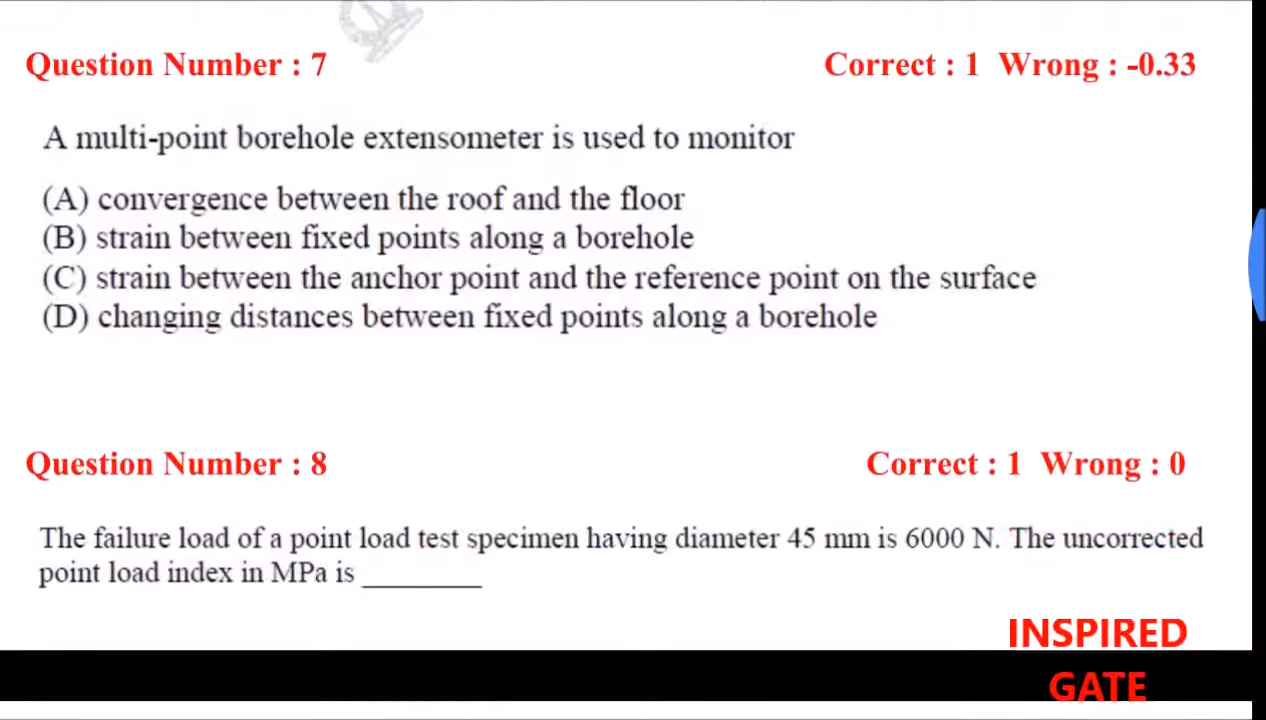 Question Number : 7 Correct : 1 Wrong : -0.33
A multi-point borehole extensometer is used to monitor
(A) convergence between the roof and the floor
(B) strain between fixed points along a borehole
(C) strain between the anchor point and the reference point on the surface
(D) changing distances between fixed points along a borehole
Question Number : 8 Correct : 1 Wrong : 0
The failure load of a point load test specimen having diameter 45 mm is 6000 N. The uncorrected
point load index in MPa is ________
INSPIRED
GATE